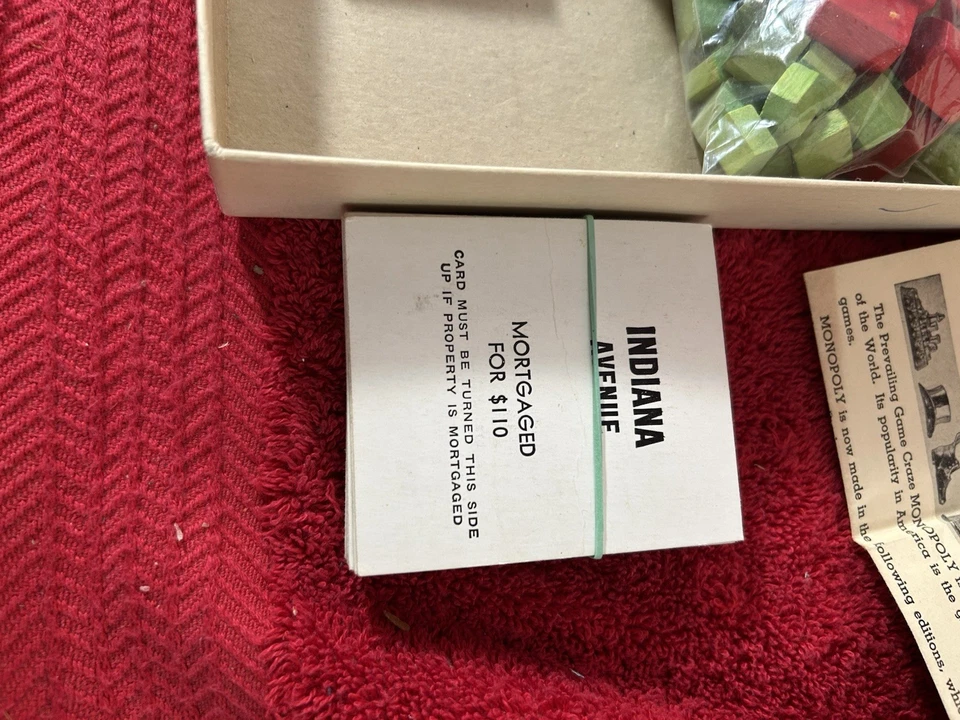 INDIANA
AVENUE
MORTGAGED
FOR $110
CARD MUST BE TURNED THIS SIDE
UP IF PROPERTY IS MORTGAGED
The Prevailing Game Craze MONOPOLY is
of the World. Its popularity in America is the
games.
MONOPOLY is now made in the following editions,